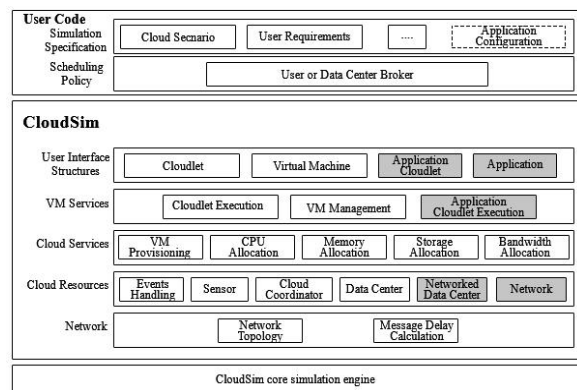 User Code
Simulation
Specification
Cloud Secnario
User Requirements
....
Application
Configuration
Scheduling
Policy
User or Data Center Broker
CloudSim
User Interface
Structures
Cloudlet
Virtual Machine
Application
Cloudlet
Application
VM Services
Cloudlet Execution
VM Management
Application
Cloudlet Execution
Cloud Services
VM
Provisioning
CPU
Allocation
Memory
Allocation
Storage
Allocation
Bandwidth
Allocation
Cloud Resources
Events
Handling
Sensor
Cloud
Coordinator
Data Center
Networked
Data Center
Network
Network
Network
Topology
Message Delay
Calculation
CloudSim core simulation engine